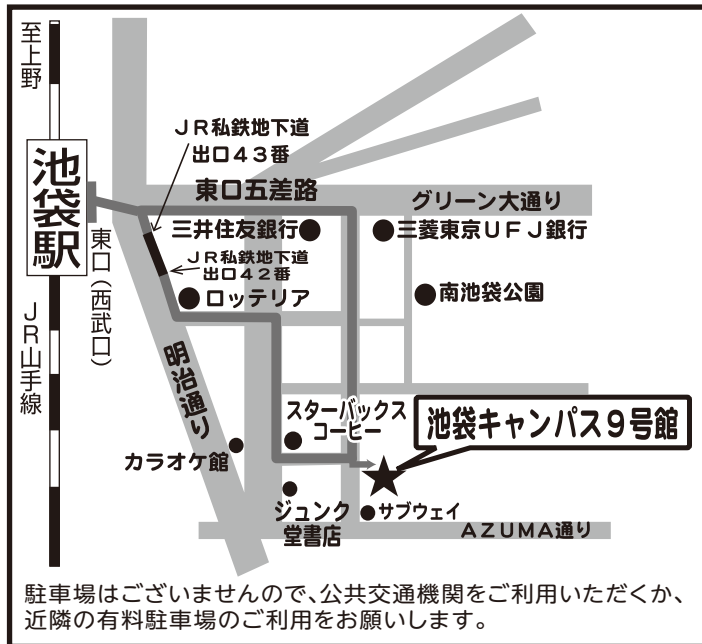 至上野
JR私鉄地下道
出口43番
池袋駅
東口五差路
グリーン大通り
三井住友銀行
三菱東京UFJ銀行
東口(西武口)
JR私鉄地下道
出口42番
ロッテリア
南池袋公園
JR山手線
明治通り
スターバックス
コーヒー
池袋キャンパス9号館
カラオケ館
ジュンク
堂書店
サブウェイ
AZUMA通り
駐車場はございませんので、公共交通機関をご利用いただくか、
近隣の有料駐車場のご利用をお願いします。